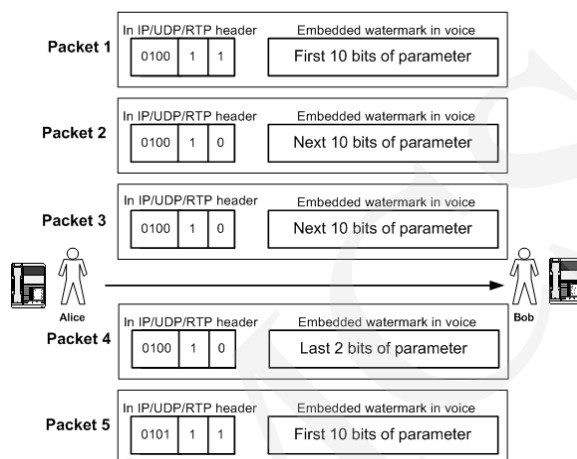 In IP/UDP/RTP header Embedded watermark in voice
Packet 1 0100 1 1 First 10 bits of parameter
In IP/UDP/RTP header Embedded watermark in voice
Packet 2 0100 1 0 Next 10 bits of parameter
In IP/UDP/RTP header Embedded watermark in voice
Packet 3 0100 1 0 Next 10 bits of parameter
Alice Bob
In IP/UDP/RTP header Embedded watermark in voice
Packet 4 0100 1 0 Last 2 bits of parameter
In IP/UDP/RTP header Embedded watermark in voice
Packet 5 0101 1 1 First 10 bits of parameter